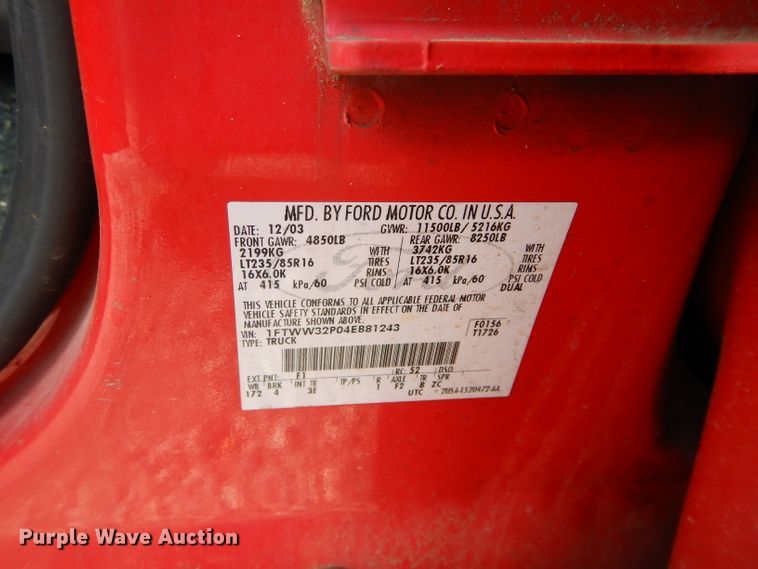 MFD. BY FORD MOTOR CO. IN U.S.A.
DATE: 12/03 GVWR: 11500LB/ 5216KG
FRONT GAWR: 4850LB REAR GAWR: 8250LB
2199KG WITH 3742KG WITH
LT235/85R16 TIRES LT235/85R16 TIRES
16X6.0K RIMS 16X6.0K RIMS
AT 415 kPa/60 PSI COLD AT 415 kPa/60 PSI COLD
DUAL
THIS VEHICLE CONFORMS TO ALL APPLICABLE FEDERAL MOTOR
VEHICLE SAFETY STANDARDS IN EFFECT ON THE DATE OF
MANUFACTURE SHOWN ABOVE.
VIN: 1FTWW32P04EB81243 F0156
TYPE: TRUCK T1726
EXT PNT: F1 RC: 52 DSO:
WB BRK INT TR TP/PS R AXLE TR SPR
172 4 3E 1 F2 B ZC
UTC
Ford
Purple Wave Auction